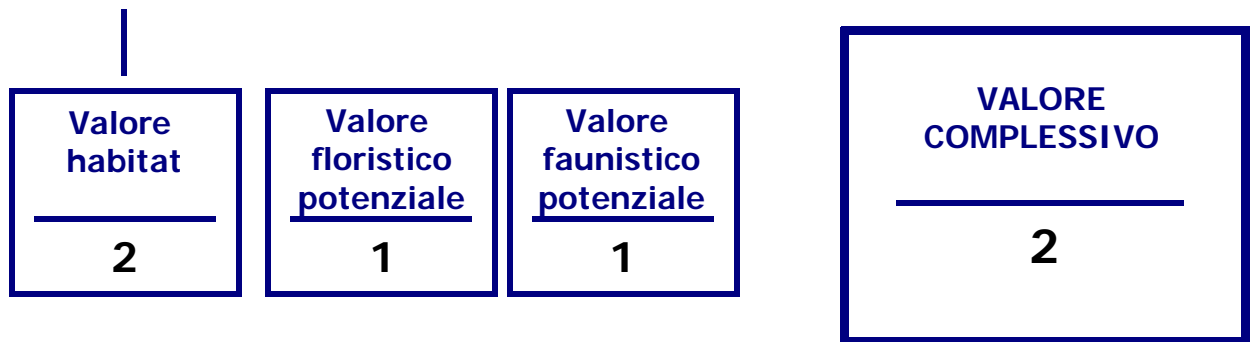 Valore
habitat
2
Valore
floristico
potenziale
1
Valore
faunistico
potenziale
1
VALORE
COMPLESSIVO
2